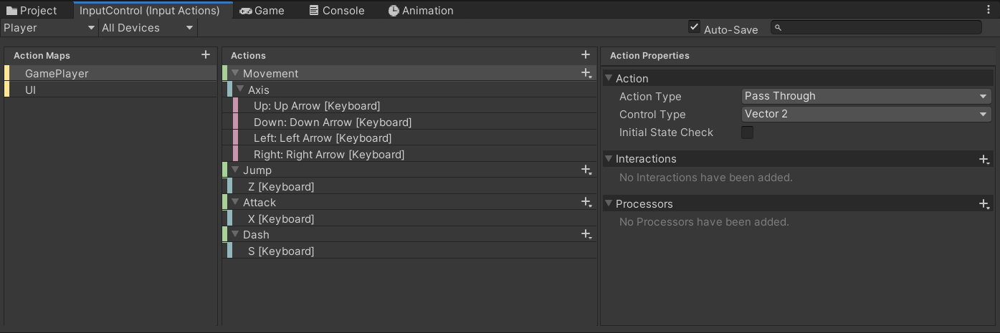 Project
InputControl (Input Actions)
Game
Console
Animation
Player
All Devices
Auto-Save
Action Maps
GamePlayer
UI
Actions
Movement
Axis
Up: Up Arrow [Keyboard]
Down: Down Arrow [Keyboard]
Left: Left Arrow [Keyboard]
Right: Right Arrow [Keyboard]
Jump
Z [Keyboard]
Attack
X [Keyboard]
Dash
S [Keyboard]
Action Properties
Action
Action Type
Pass Through
Control Type
Vector 2
Initial State Check
Interactions
No Interactions have been added.
Processors
No Processors have been added.